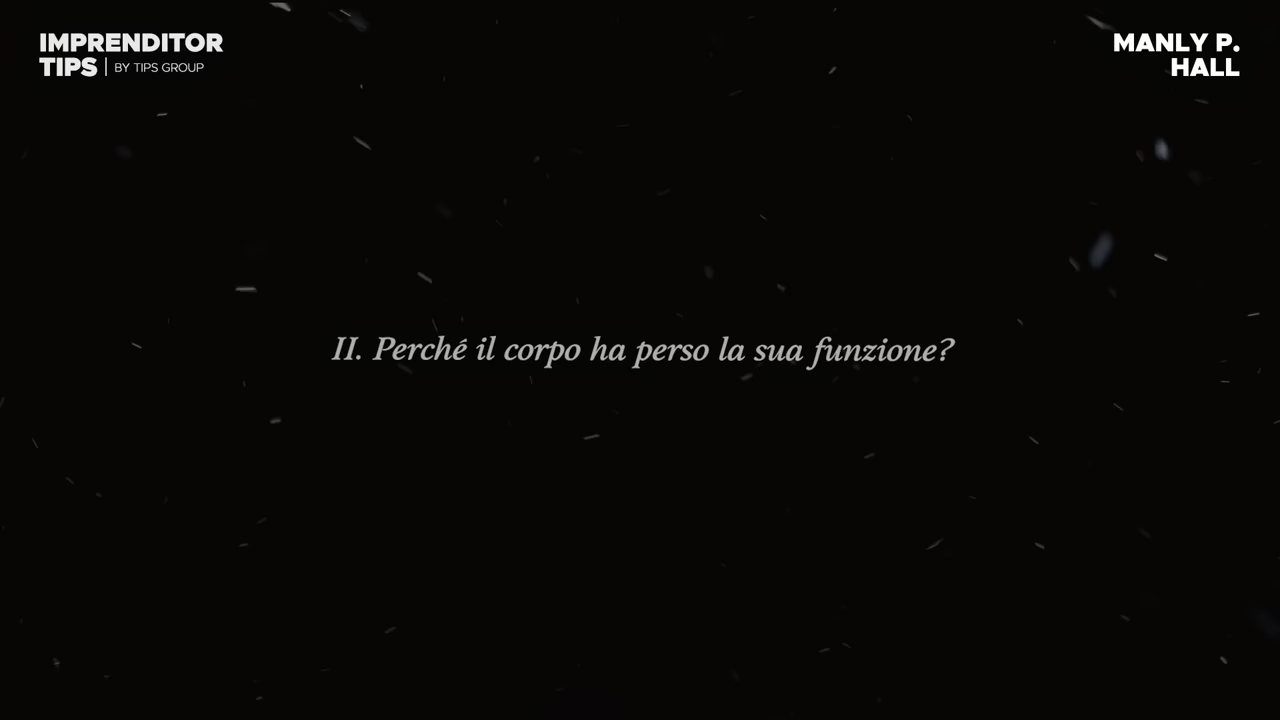 IMPRENDITOR
TIPS | BY TIPS GROUP
MANLY P.
HALL
II. Perché il corpo ha perso la sua funzione?